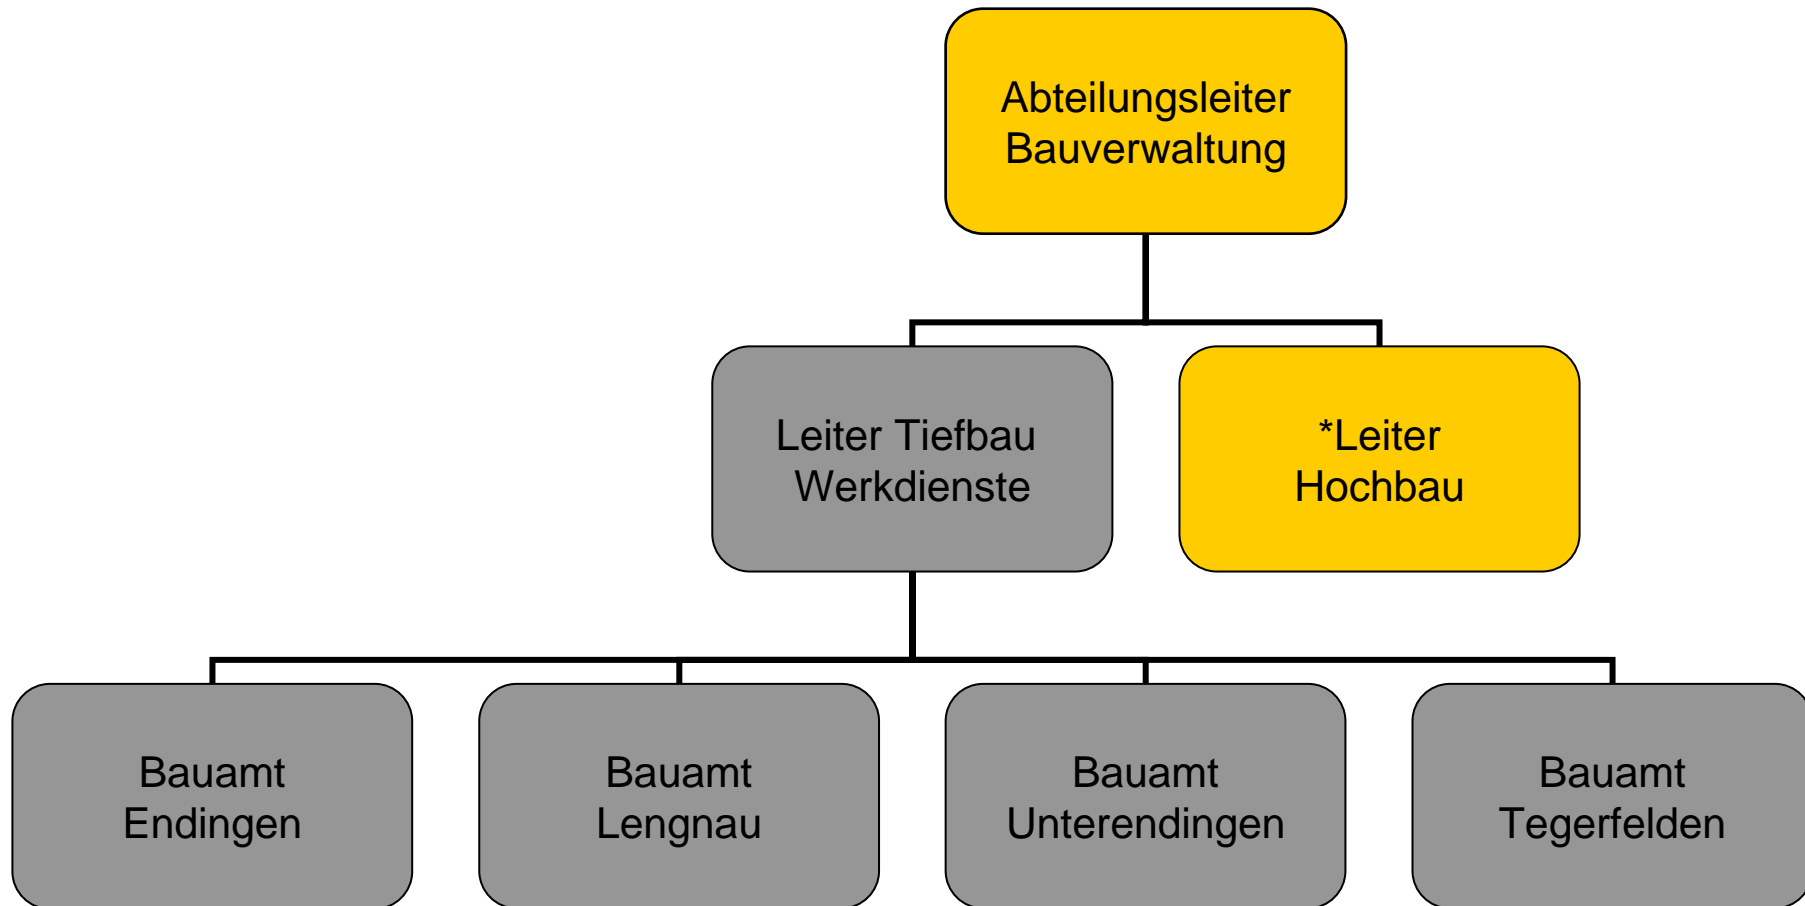 Abteilungsleiter
Bauverwaltung
Leiter Tiefbau
Werkdienste
*Leiter
Hochbau
Bauamt
Endingen
Bauamt
Lengnau
Bauamt
Unterendingen
Bauamt
Tegerfelden